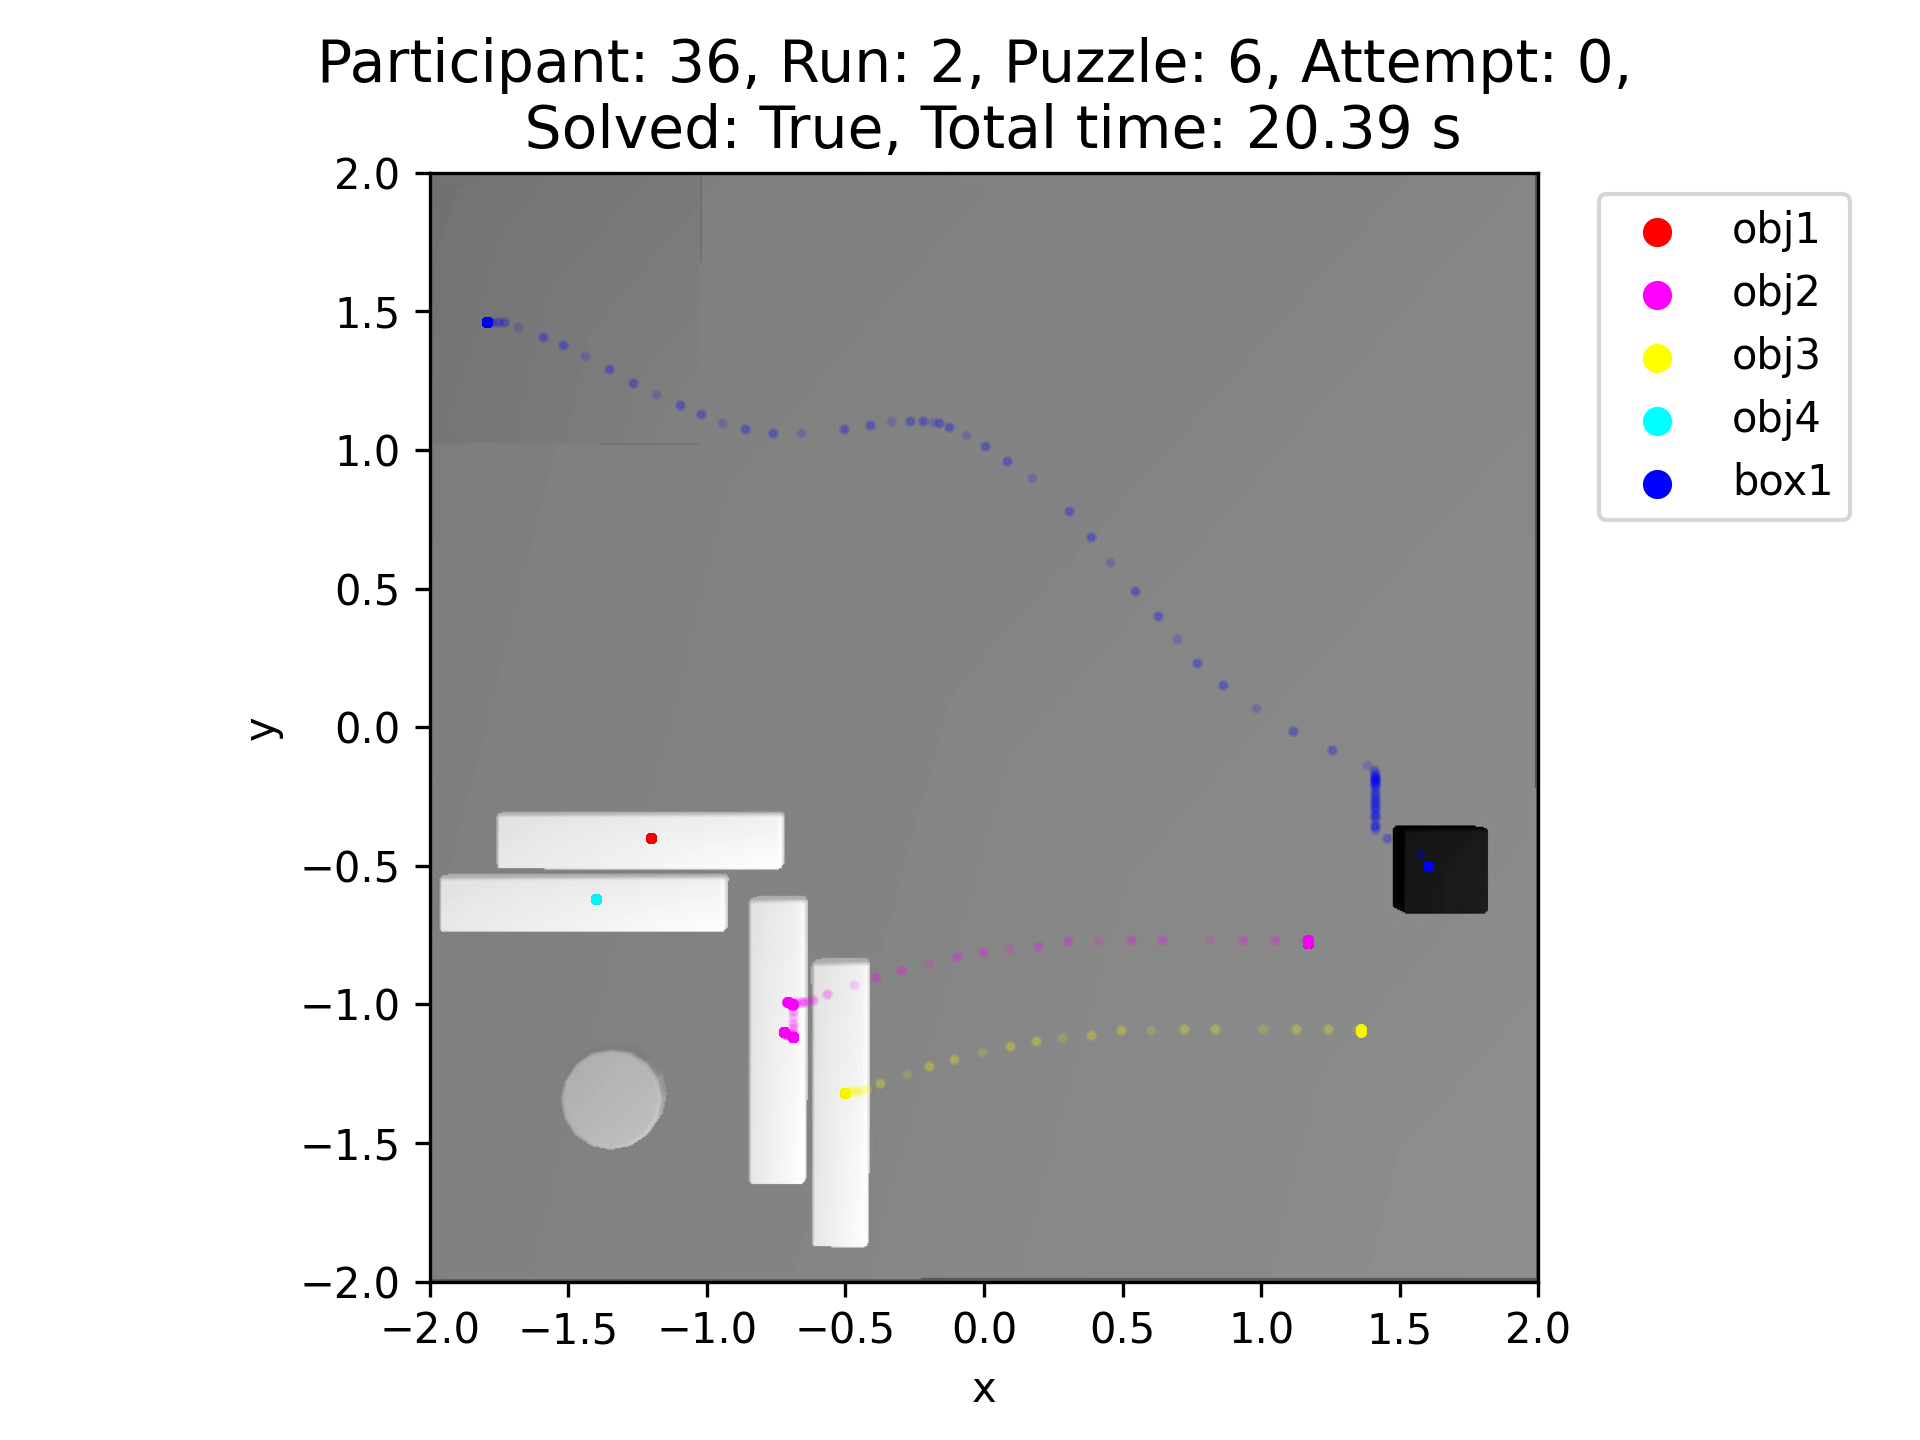 Participant: 36, Run: 2, Puzzle: 6, Attempt: 0,
Solved: True, Total time: 20.39 s
2.0
1.5
1.0
0.5
0.0
−0.5
−1.0
−1.5
−2.0
y
−2.0 −1.5 −1.0 −0.5 0.0 0.5 1.0 1.5 2.0
x
obj1
obj2
obj3
obj4
box1